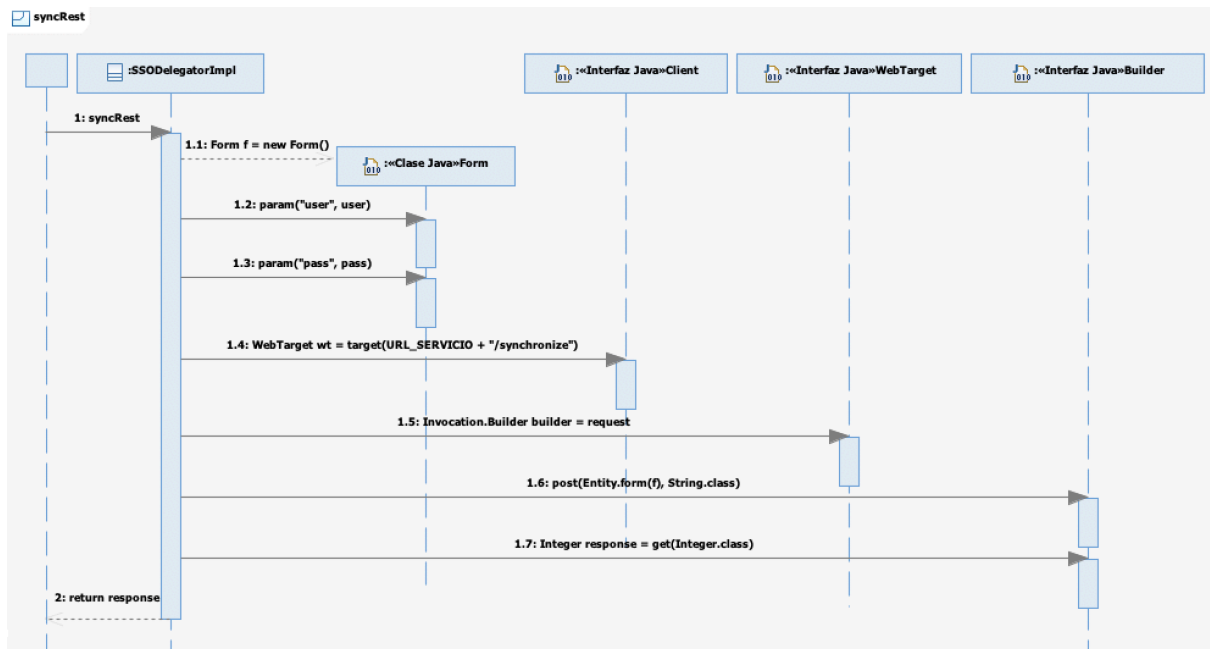 syncRest
:SSODelegatorImpl
:«Interfaz Java»Client
:«Interfaz Java»WebTarget
:«Interfaz Java»Builder
1: syncRest
1.1: Form f = new Form()
:«Clase Java»Form
1.2: param("user", user)
1.3: param("pass", pass)
1.4: WebTarget wt = target(URL_SERVICIO + "/synchronize")
1.5: Invocation.Builder builder = request
1.6: post(Entity.form(f), String.class)
1.7: Integer response = get(Integer.class)
2: return response